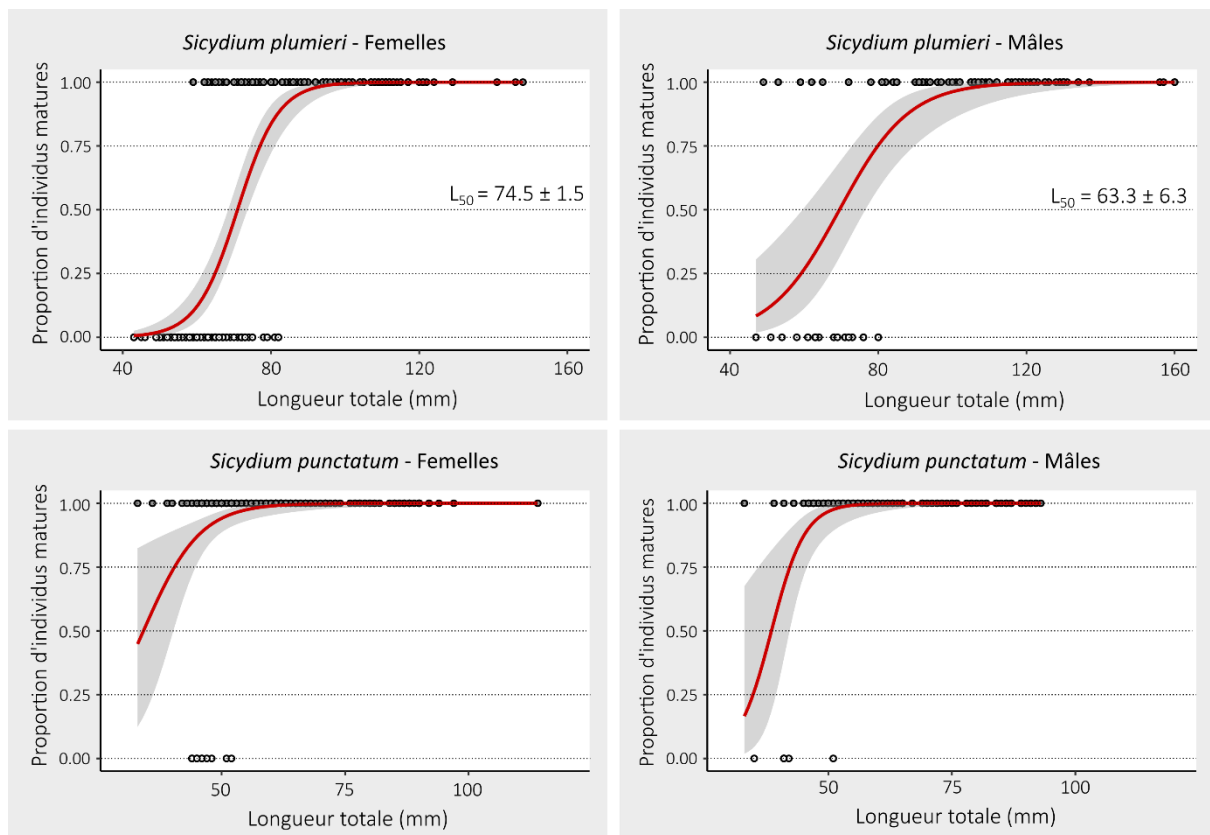 Sicydium plumieri - Femelles
Proportion d'individus matures
1.00
0.75
0.50
0.25
0.00
L50 = 74.5 ± 1.5
40 80 120 160
Longueur totale (mm)
Sicydium plumieri - Mâles
Proportion d'individus matures
1.00
0.75
0.50
0.25
0.00
L50 = 63.3 ± 6.3
40 80 120 160
Longueur totale (mm)
Sicydium punctatum - Femelles
Proportion d'individus matures
1.00
0.75
0.50
0.25
0.00
50 75 100
Longueur totale (mm)
Sicydium punctatum - Mâles
Proportion d'individus matures
1.00
0.75
0.50
0.25
0.00
50 75 100
Longueur totale (mm)